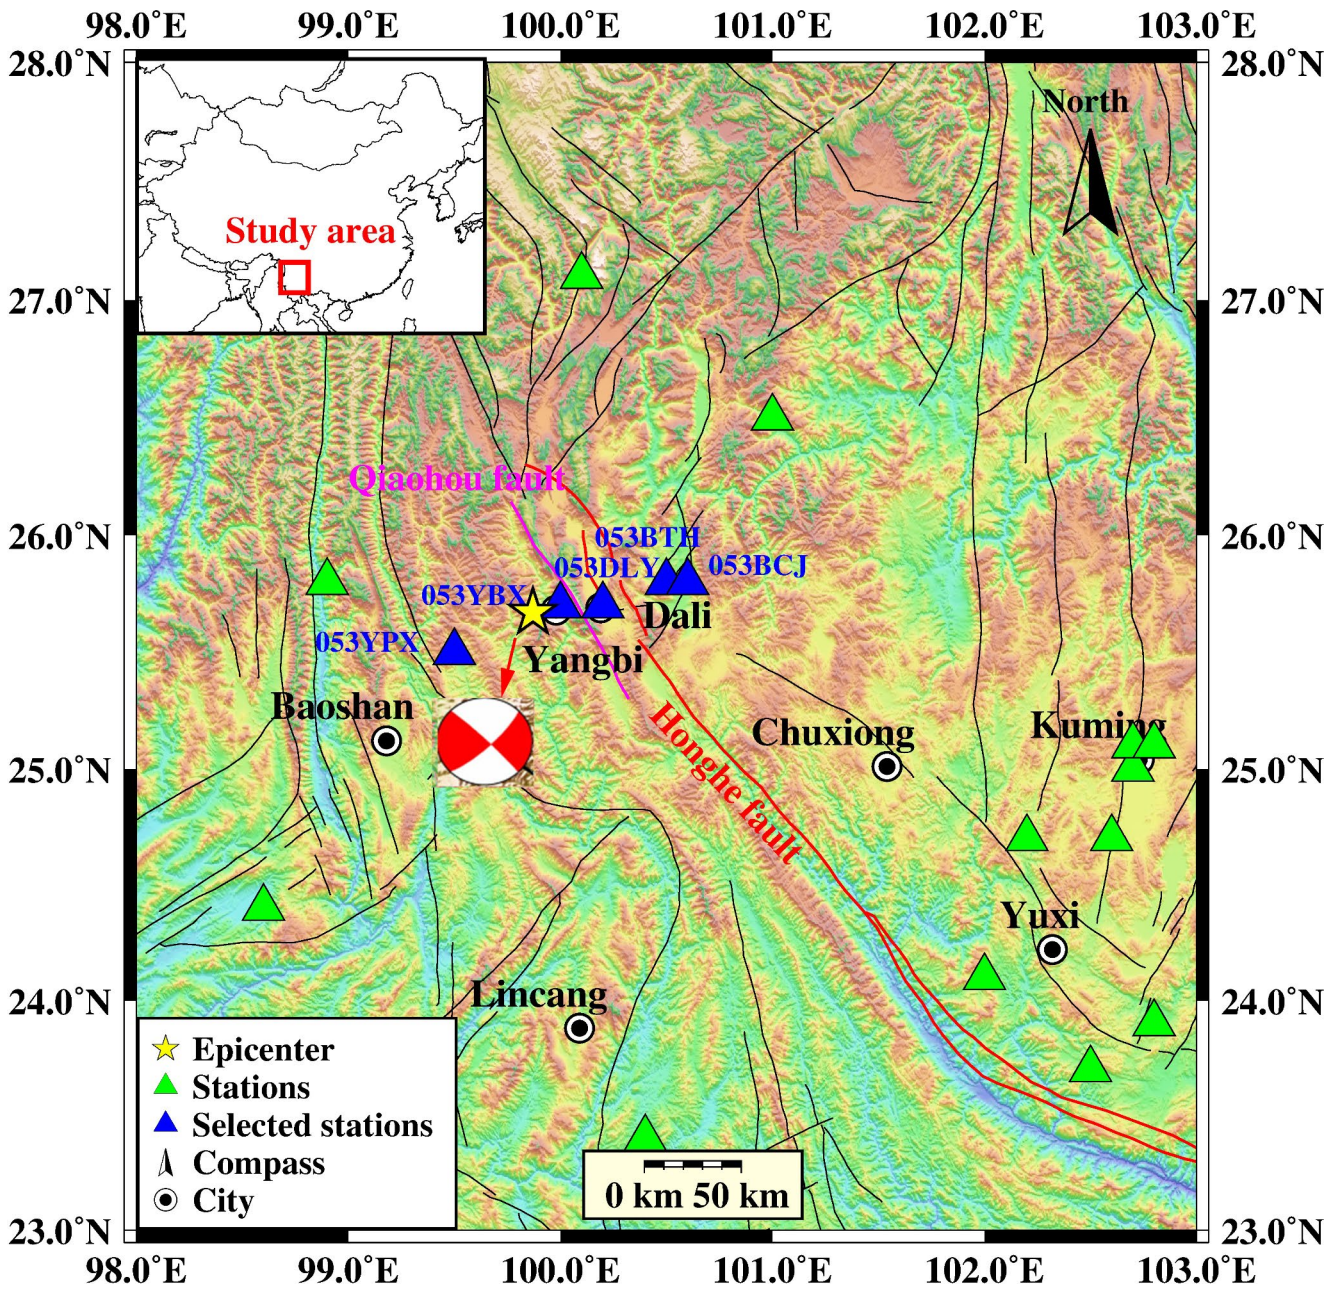 98.0°E 99.0°E 100.0°E 101.0°E 102.0°E 103.0°E
28.0°N 28.0°N
North
Study area
27.0°N 27.0°N
Qiaohou fault
26.0°N 26.0°N
053BTH
053DLY
053BCJ
053YBX
Dali
053YPX
Yangbi
Baoshan
Honghe fault
Chuxiong
Kuming
25.0°N 25.0°N
Yuxi
Lincang
24.0°N 24.0°N
Epicenter
Stations
Selected stations
Compass
City
0 km 50 km
23.0°N 23.0°N
98.0°E 99.0°E 100.0°E 101.0°E 102.0°E 103.0°E